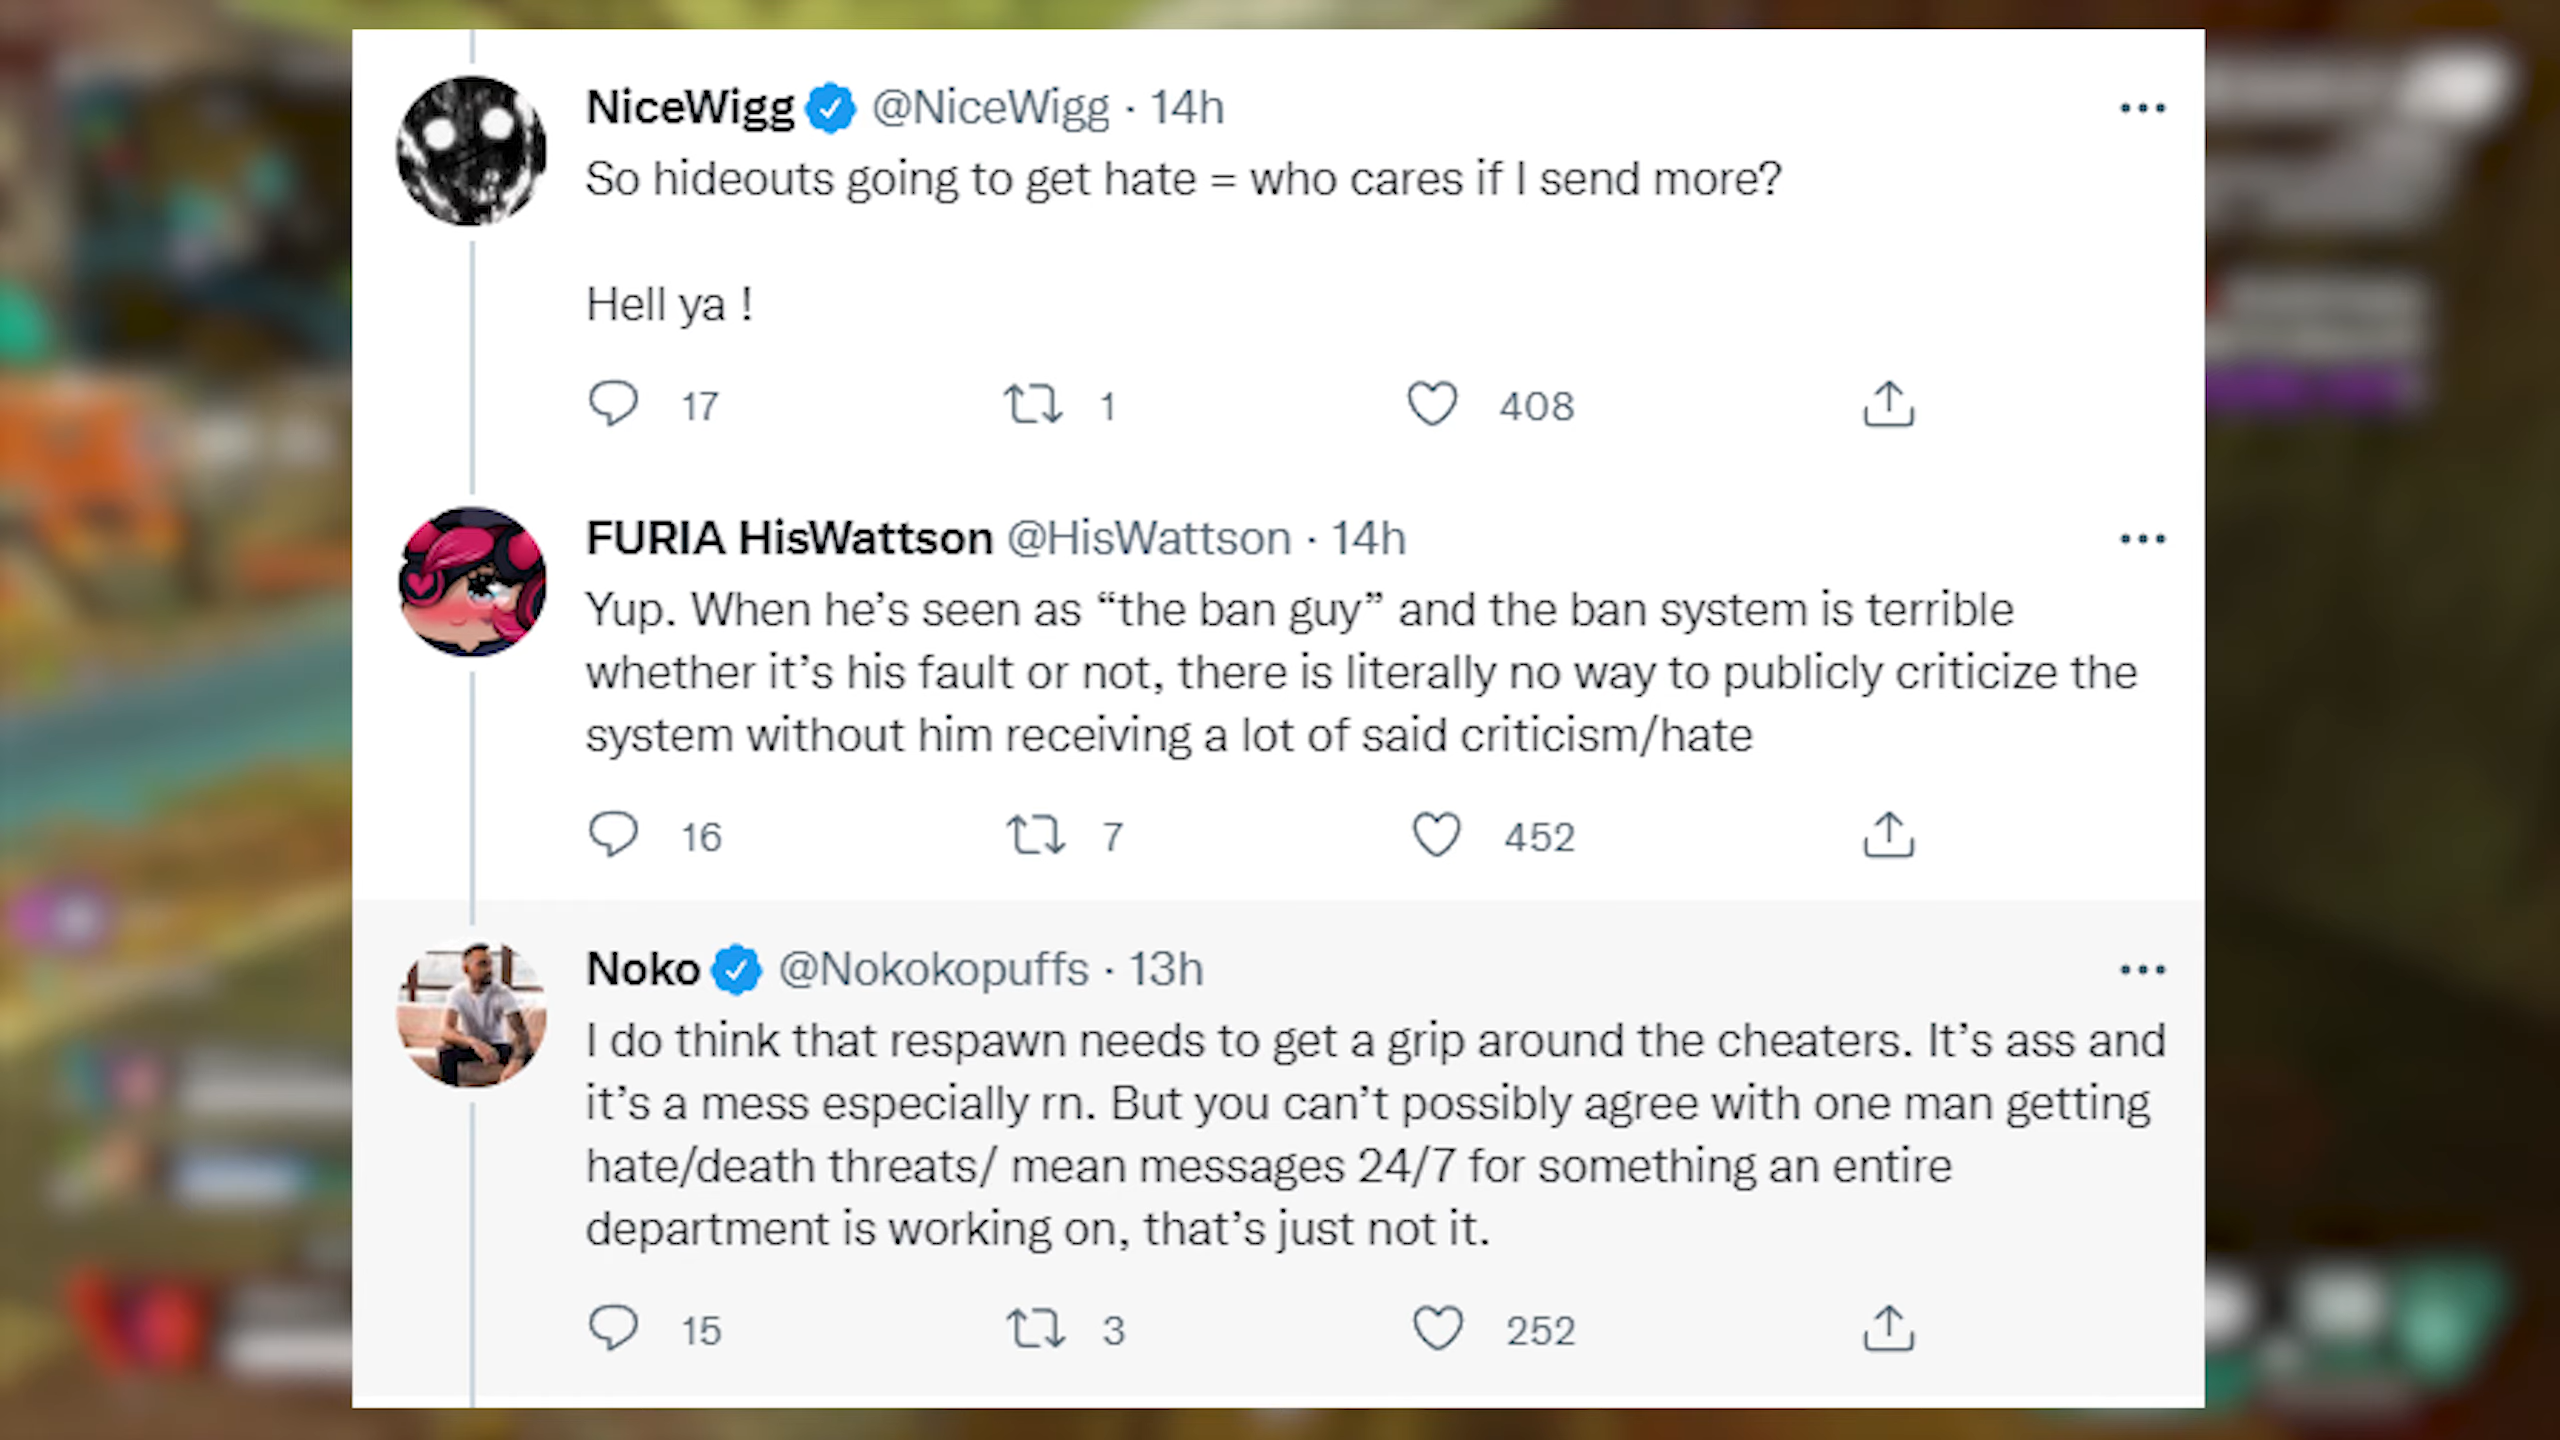 NiceWigg @NiceWigg · 14h
So hideouts going to get hate = who cares if I send more?
Hell ya !
17 1 408
FURIA HisWattson @HisWattson · 14h
Yup. When he’s seen as “the ban guy” and the ban system is terrible
whether it’s his fault or not, there is literally no way to publicly criticize the
system without him receiving a lot of said criticism/hate
16 7 452
Noko @Nokokopuffs · 13h
I do think that respawn needs to get a grip around the cheaters. It’s ass and
it’s a mess especially rn. But you can’t possibly agree with one man getting
hate/death threats/ mean messages 24/7 for something an entire
department is working on, that’s just not it.
15 3 252